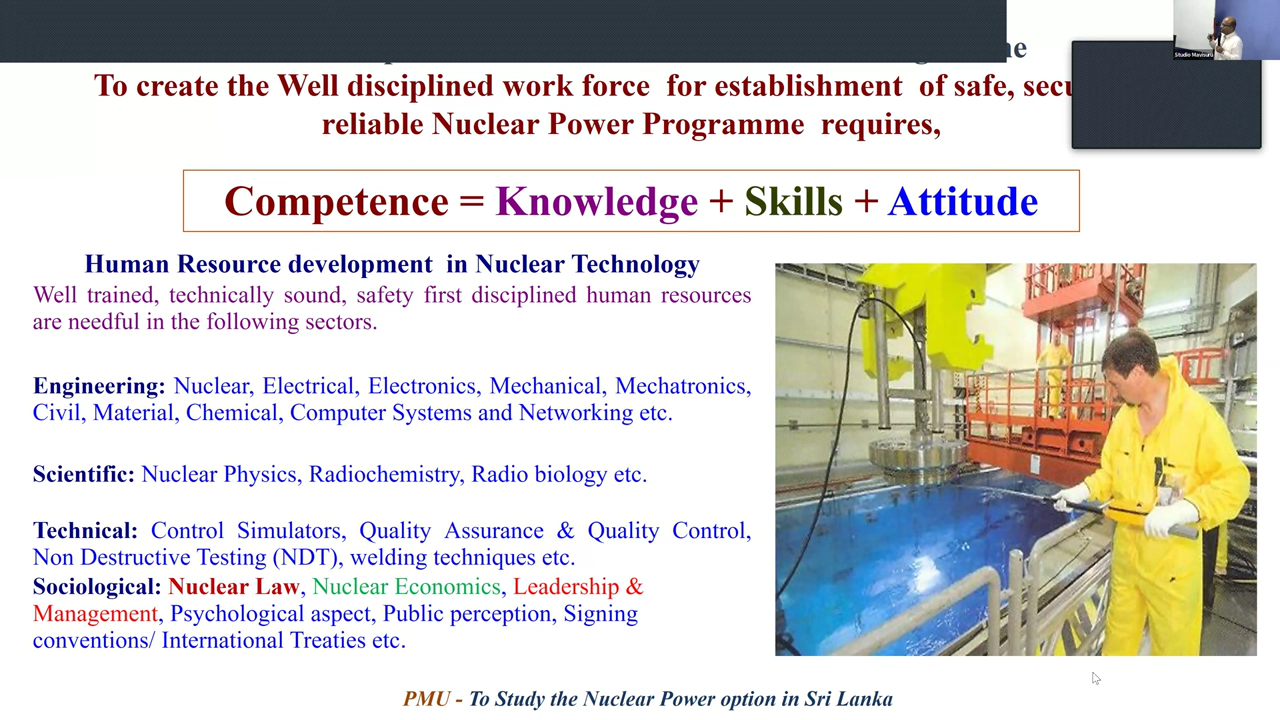 To create the Well disciplined work force for establishment of safe,
reliable Nuclear Power Programme requires,
Competence = Knowledge + Skills + Attitude
Human Resource development in Nuclear Technology
Well trained, technically sound, safety first disciplined human resources
are needful in the following sectors.
Engineering: Nuclear, Electrical, Electronics, Mechanical, Mechatronics,
Civil, Material, Chemical, Computer Systems and Networking etc.
Scientific: Nuclear Physics, Radiochemistry, Radio biology etc.
Technical: Control Simulators, Quality Assurance & Quality Control,
Non Destructive Testing (NDT), welding techniques etc.
Sociological: Nuclear Law, Nuclear Economics, Leadership &
Management, Psychological aspect, Public perception, Signing
conventions/ International Treaties etc.
PMU - To Study the Nuclear Power option in Sri Lanka
Studio Mavisuru